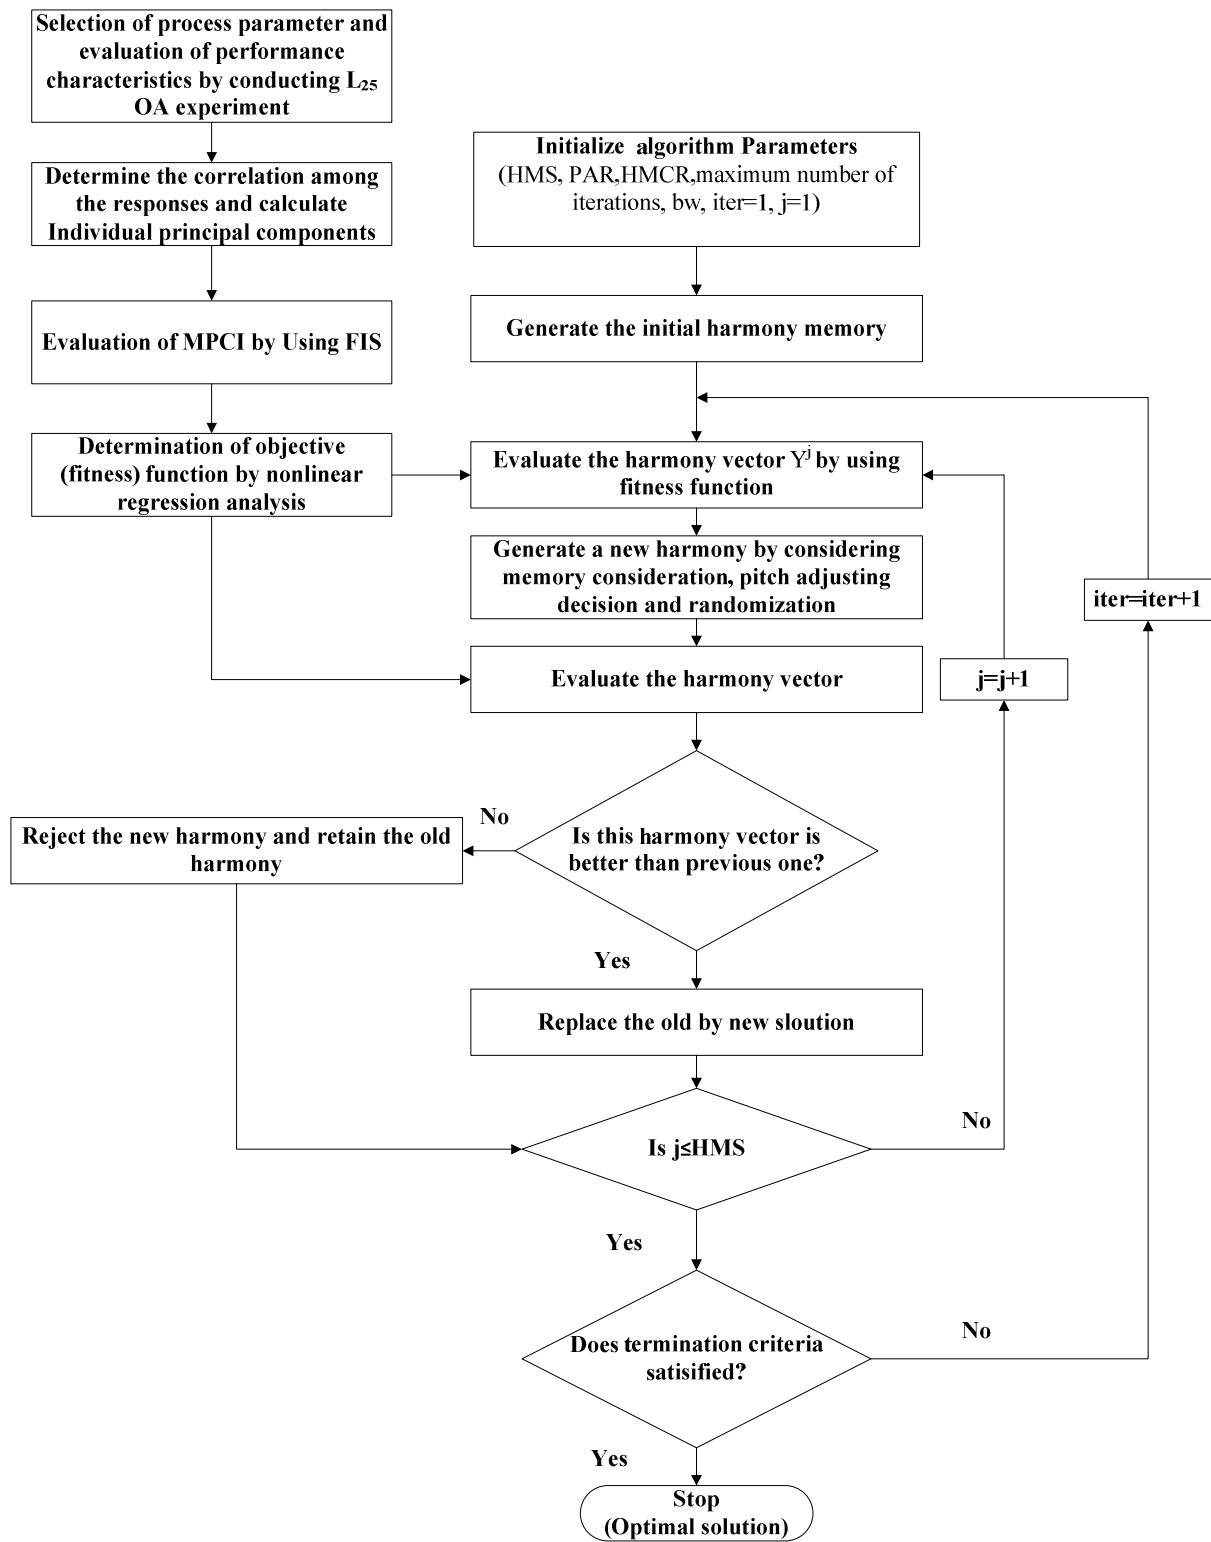 Selection of process parameter and
evaluation of performance
characteristics by conducting L₂₅
OA experiment
Determine the correlation among
the responses and calculate
Individual principal components
Evaluation of MPCI by Using FIS
Determination of objective
(fitness) function by nonlinear
regression analysis
Initialize algorithm Parameters
(HMS, PAR,HMCR,maximum number of
iterations, bw, iter=1, j=1)
Generate the initial harmony memory
Evaluate the harmony vector Yʲ by using
fitness function
Generate a new harmony by considering
memory consideration, pitch adjusting
decision and randomization
iter=iter+1
Evaluate the harmony vector
j=j+1
No
Reject the new harmony and retain the old
harmony
Is this harmony vector is
better than previous one?
Yes
Replace the old by new sloution
No
Is j≤HMS
Yes
No
Does termination criteria
satisified?
Yes
Stop
(Optimal solution)